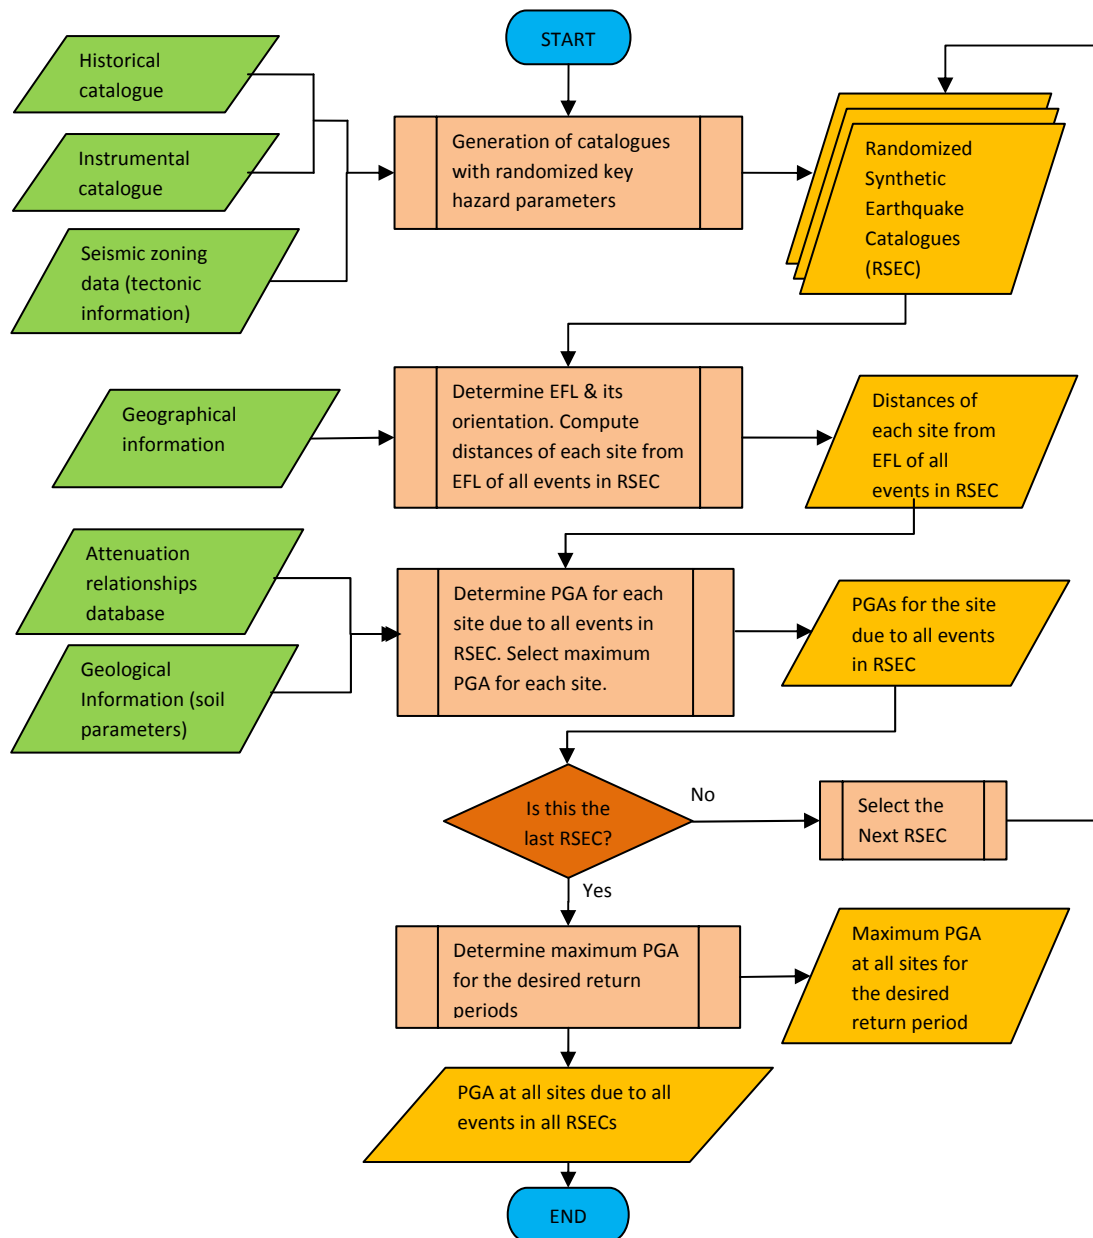 START
Historical
catalogue
Instrumental
catalogue
Seismic zoning
data (tectonic
information)
Generation of catalogues
with randomized key
hazard parameters
Randomized
Synthetic
Earthquake
Catalogues
(RSEC)
Geographical
information
Determine EFL & its
orientation. Compute
distances of each site from
EFL of all events in RSEC
Distances of
each site from
EFL of all
events in RSEC
Attenuation
relationships
database
Geological
Information (soil
parameters)
Determine PGA for each
site due to all events in
RSEC. Select maximum
PGA for each site.
PGAs for the site
due to all events
in RSEC
Is this the
last RSEC?
No
Select the
Next RSEC
Yes
Determine maximum PGA
for the desired return
periods
Maximum PGA
at all sites for
the desired
return period
PGA at all sites due to all
events in all RSECs
END